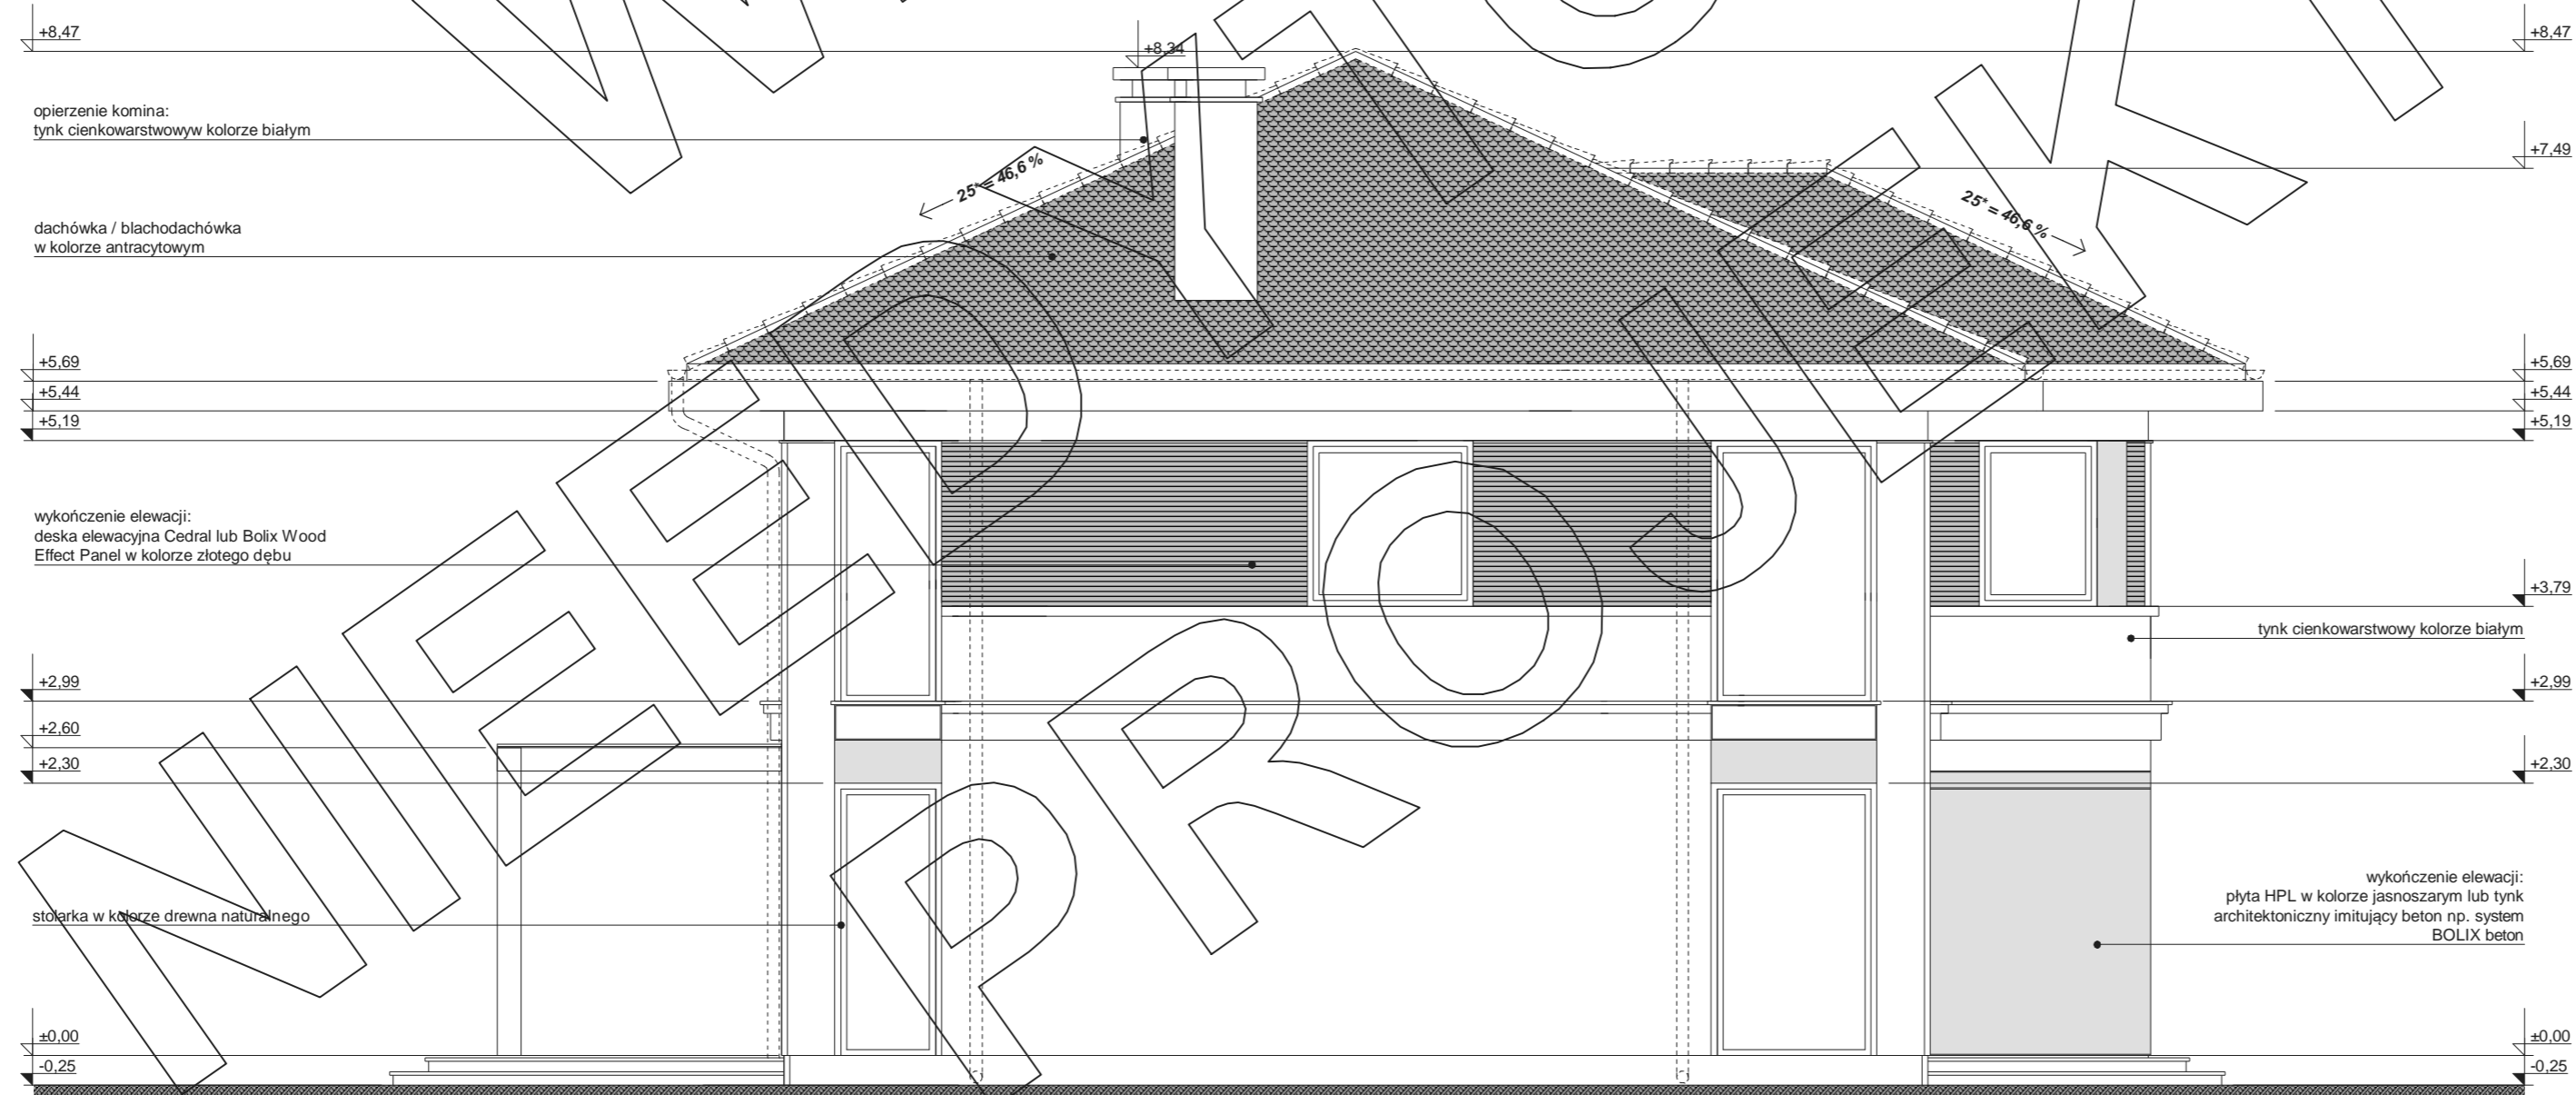 +8,47
+8,34
+8,47
opierzenie komina:
tynk cienkowarstwowyw kolorze białym
+7,49
25° = 46,6 %
25° = 46,6 %
dachówka / blachodachówka
w kolorze antracytowym
+5,69
+5,44
+5,19
+5,69
+5,44
+5,19
wykończenie elewacji:
deska elewacyjna Cedral lub Bolix Wood
Effect Panel w kolorze złotego dębu
+3,79
tynk cienkowarstwowy kolorze białym
+2,99
+2,60
+2,30
+2,99
+2,30
wykończenie elewacji:
płyta HPL w kolorze jasnoszarym lub tynk
architektoniczny imitujący beton np. system
BOLIX beton
stolarka w kolorze drewna naturalnego
±0,00
-0,25
±0,00
-0,25
PROJEKT